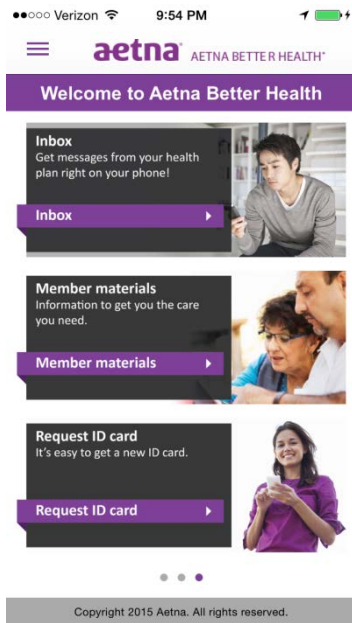 Verizon 9:54 PM
aetna AETNA BETTER HEALTH℠
Welcome to Aetna Better Health
Inbox
Get messages from your health
plan right on your phone!
Inbox
Member materials
Information to get you the care
you need.
Member materials
Request ID card
It's easy to get a new ID card.
Request ID card
Copyright 2015 Aetna. All rights reserved.